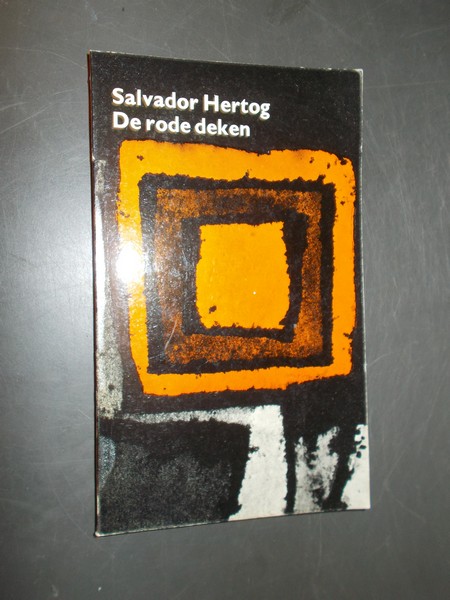 Salvador Hertog
De rode deken